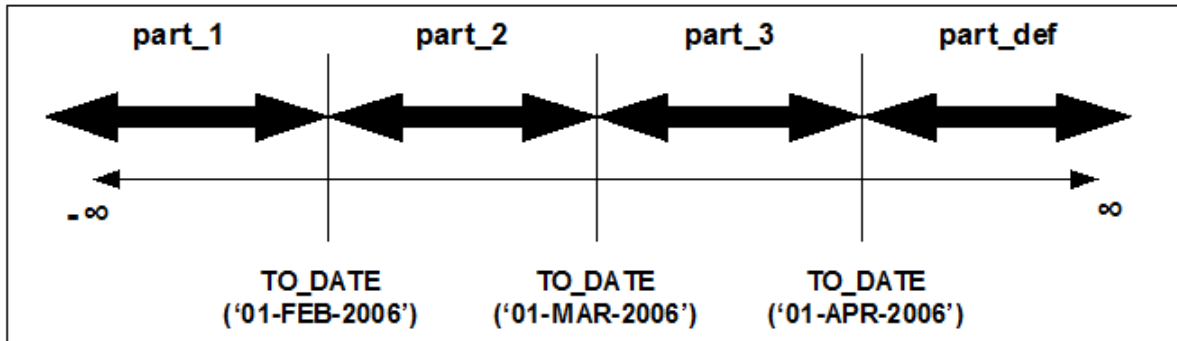 part_1 part_2 part_3 part_def
-∞ ∞
TO_DATE TO_DATE TO_DATE
(‘01-FEB-2006’) (‘01-MAR-2006’) (‘01-APR-2006’)